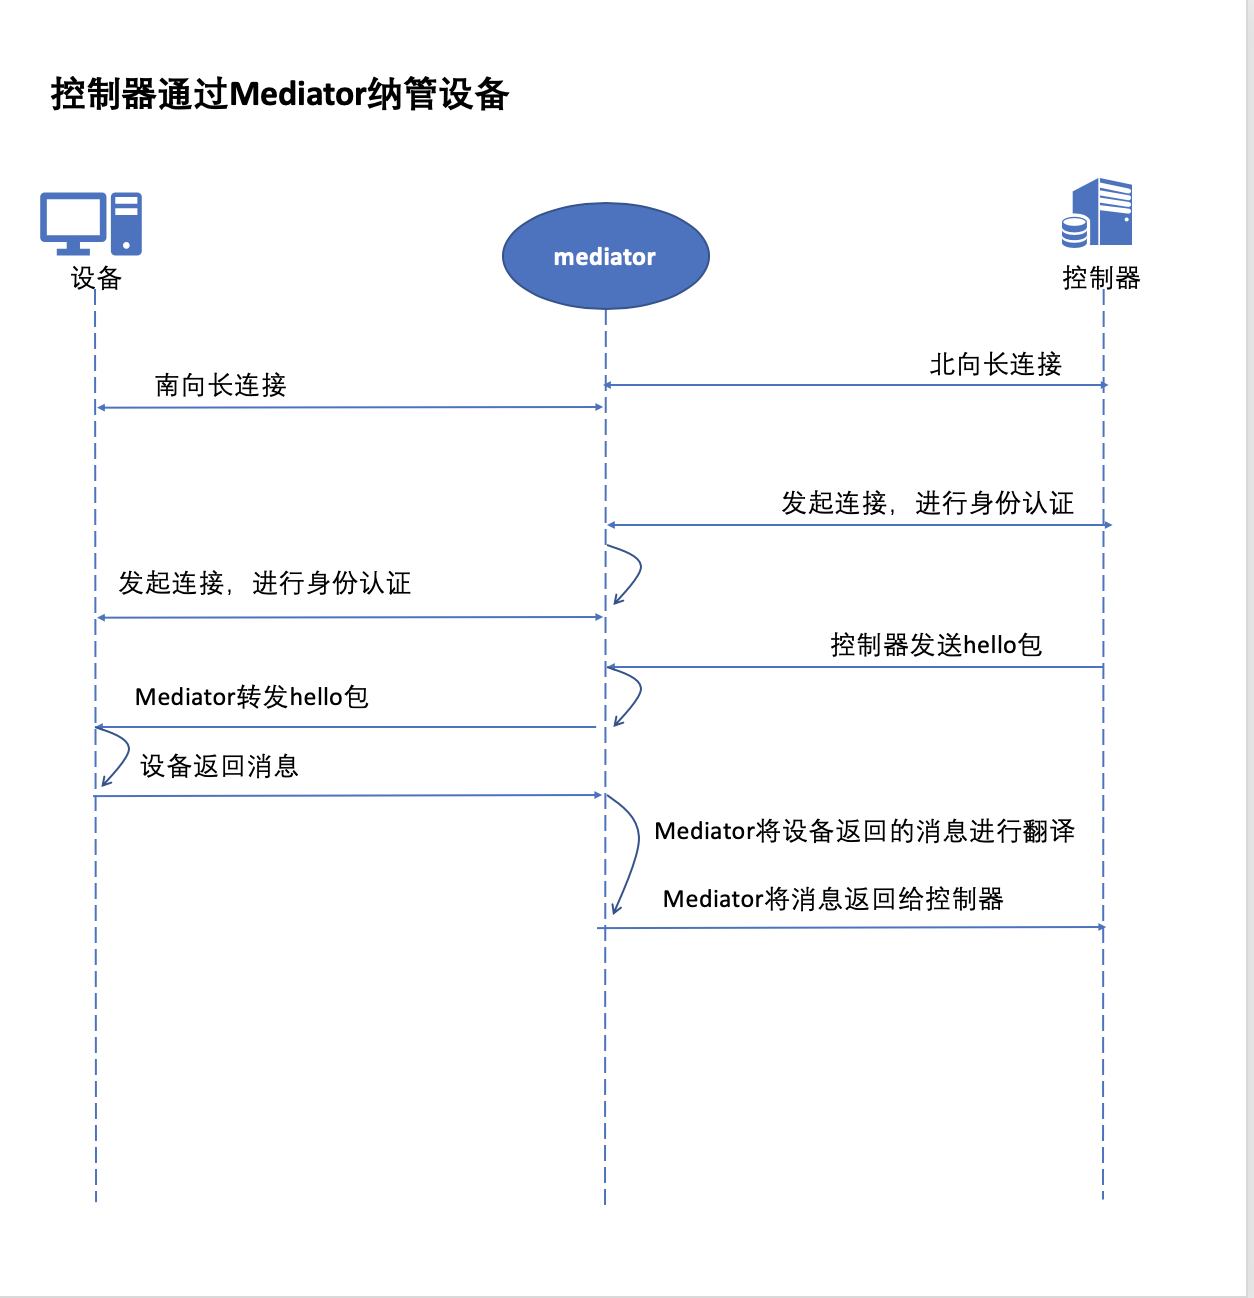 控制器通过Mediator纳管设备
设备
mediator
控制器
北向长连接
南向长连接
发起连接，进行身份认证
发起连接，进行身份认证
控制器发送hello包
Mediator转发hello包
设备返回消息
Mediator将设备返回的消息进行翻译
Mediator将消息返回给控制器